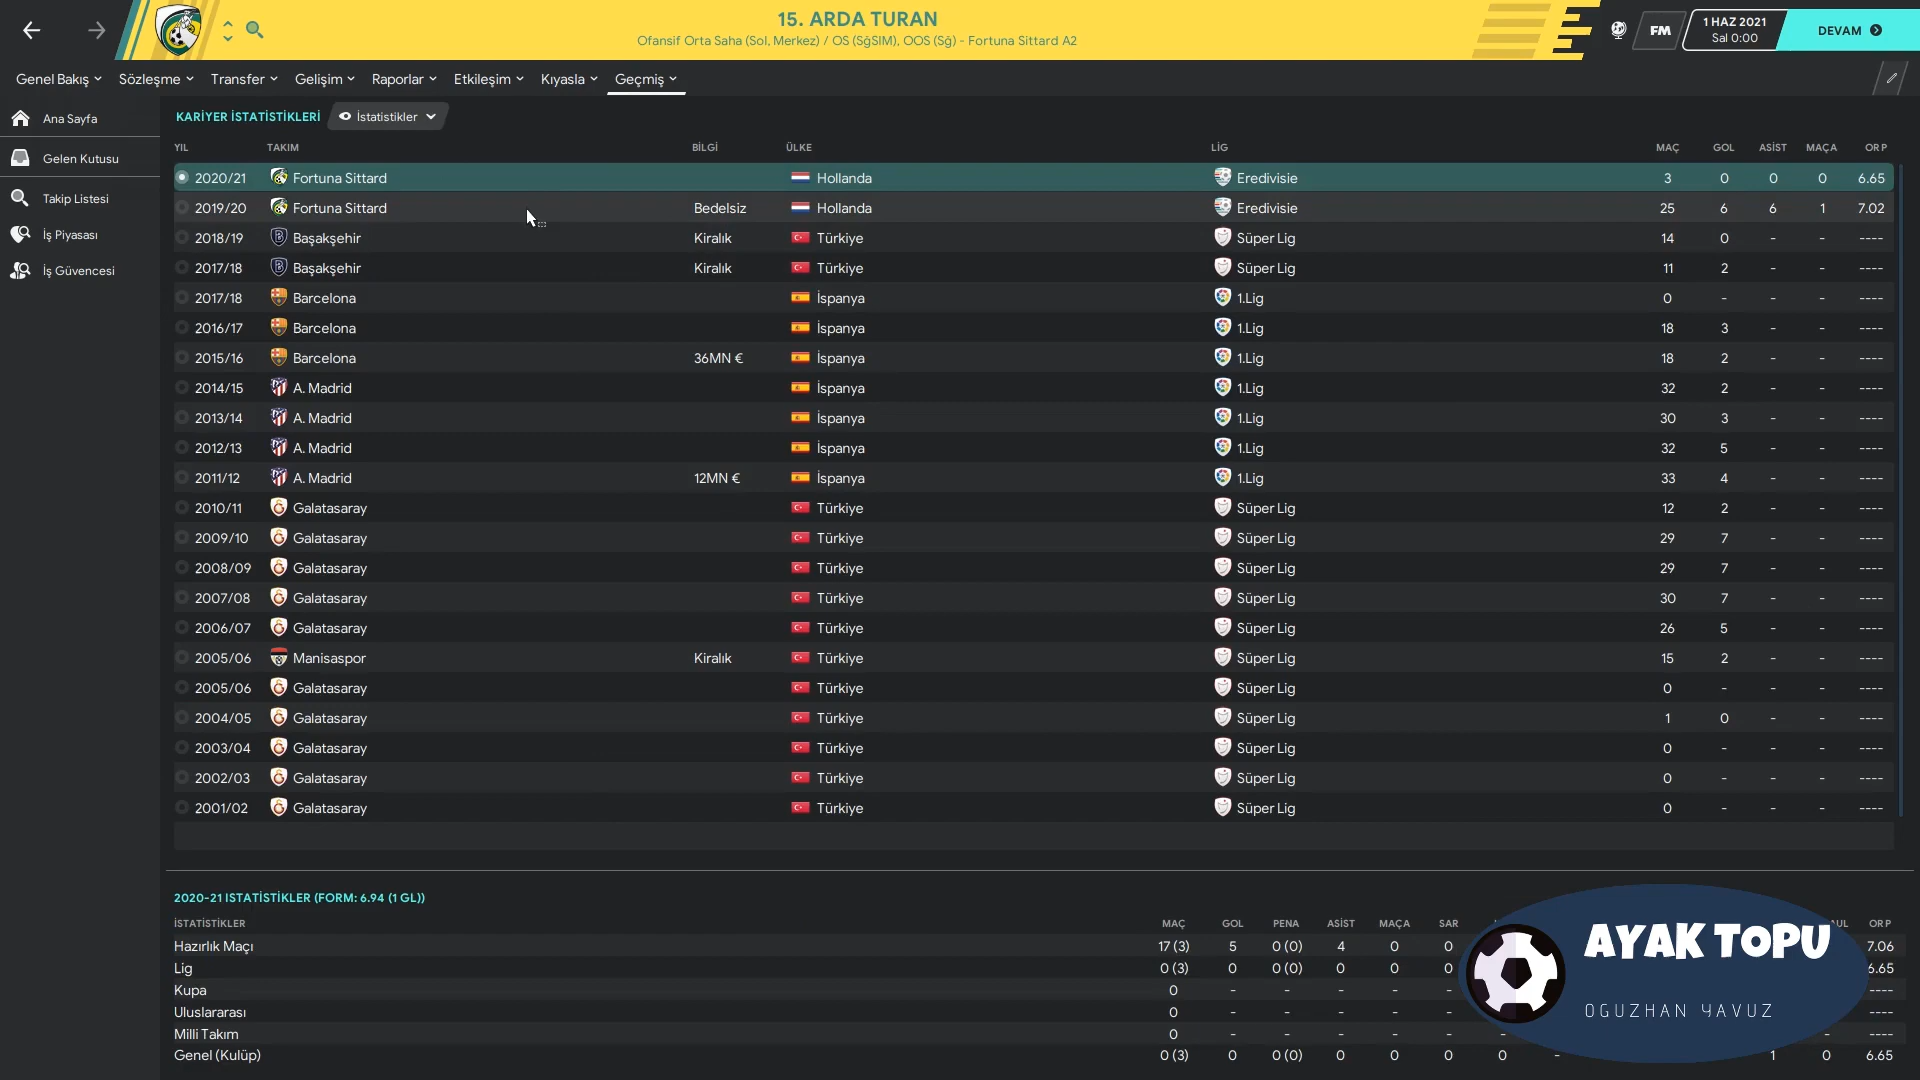 15. ARDA TURAN
Ofansif Orta Saha (Sol, Merkez) / OS (SğSlM), OOS (Sğ) - Fortuna Sittard A2
FM
1 HAZ 2021
Sal 0:00
DEVAM
Genel Bakış Sözleşme Transfer Gelişim Raporlar Etkileşim Kıyasla Geçmiş
Ana Sayfa
Gelen Kutusu
Takip Listesi
İş Piyasası
İş Güvencesi
KARİYER İSTATİSTİKLERİ İstatistikler
YIL TAKIM BİLGİ ÜLKE LİG MAÇ GOL ASİST MAÇA OR P
2020/21 Fortuna Sittard Hollanda Eredivisie 3 0 0 0 6.65
2019/20 Fortuna Sittard Bedelsiz Hollanda Eredivisie 25 6 6 1 7.02
2018/19 Başakşehir Kiralık Türkiye Süper Lig 14 0 - - ----
2017/18 Başakşehir Kiralık Türkiye Süper Lig 11 2 - - ----
2017/18 Barcelona İspanya 1.Lig 0 - - - ----
2016/17 Barcelona İspanya 1.Lig 18 3 - - ----
2015/16 Barcelona 36MN € İspanya 1.Lig 18 2 - - ----
2014/15 A. Madrid İspanya 1.Lig 32 2 - - ----
2013/14 A. Madrid İspanya 1.Lig 30 3 - - ----
2012/13 A. Madrid İspanya 1.Lig 32 5 - - ----
2011/12 A. Madrid 12MN € İspanya 1.Lig 33 4 - - ----
2010/11 Galatasaray Türkiye Süper Lig 12 2 - - ----
2009/10 Galatasaray Türkiye Süper Lig 29 7 - - ----
2008/09 Galatasaray Türkiye Süper Lig 29 7 - - ----
2007/08 Galatasaray Türkiye Süper Lig 30 7 - - ----
2006/07 Galatasaray Türkiye Süper Lig 26 5 - - ----
2005/06 Manisaspor Kiralık Türkiye Süper Lig 15 2 - - ----
2005/06 Galatasaray Türkiye Süper Lig 0 - - - ----
2004/05 Galatasaray Türkiye Süper Lig 1 0 - - ----
2003/04 Galatasaray Türkiye Süper Lig 0 - - - ----
2002/03 Galatasaray Türkiye Süper Lig 0 - - - ----
2001/02 Galatasaray Türkiye Süper Lig 0 - - - ----
2020-21 ISTATİSTİKLER (FORM: 6.94 (1 GL))
İSTATİSTİKLER MAÇ GOL PENA ASİST MAÇA SAR OR P
Hazırlık Maçı 17 (3) 5 0 (0) 4 0 0 7.06
Lig 0 (3) 0 0 (0) 0 0 0 6.65
Kupa 0 - - - - - ----
Uluslararası 0 - - - - - ----
Milli Takım 0 - - - - - - - ----
Genel (Kulüp) 0 (3) 0 0 (0) 0 0 0 0 - 1 0 6.65
AYAK TOPU
OGUZHAN YAVUZ